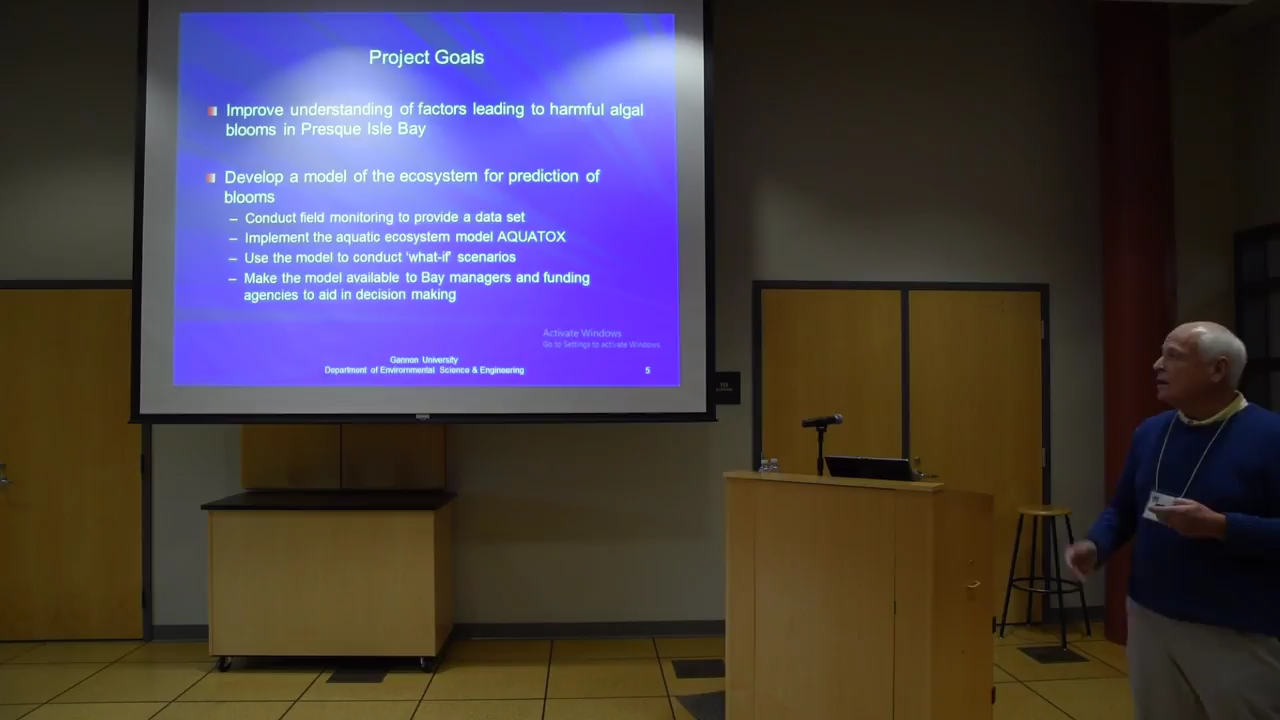 Project Goals
Improve understanding of factors leading to harmful algal
blooms in Presque Isle Bay
Develop a model of the ecosystem for prediction of
blooms
– Conduct field monitoring to provide a data set
– Implement the aquatic ecosystem model AQUATOX
– Use the model to conduct ‘what-if’ scenarios
– Make the model available to Bay managers and funding
agencies to aid in decision making
Activate Windows
Go to Settings to activate Windows.
Gannon University
Department of Environmental Science & Engineering
5